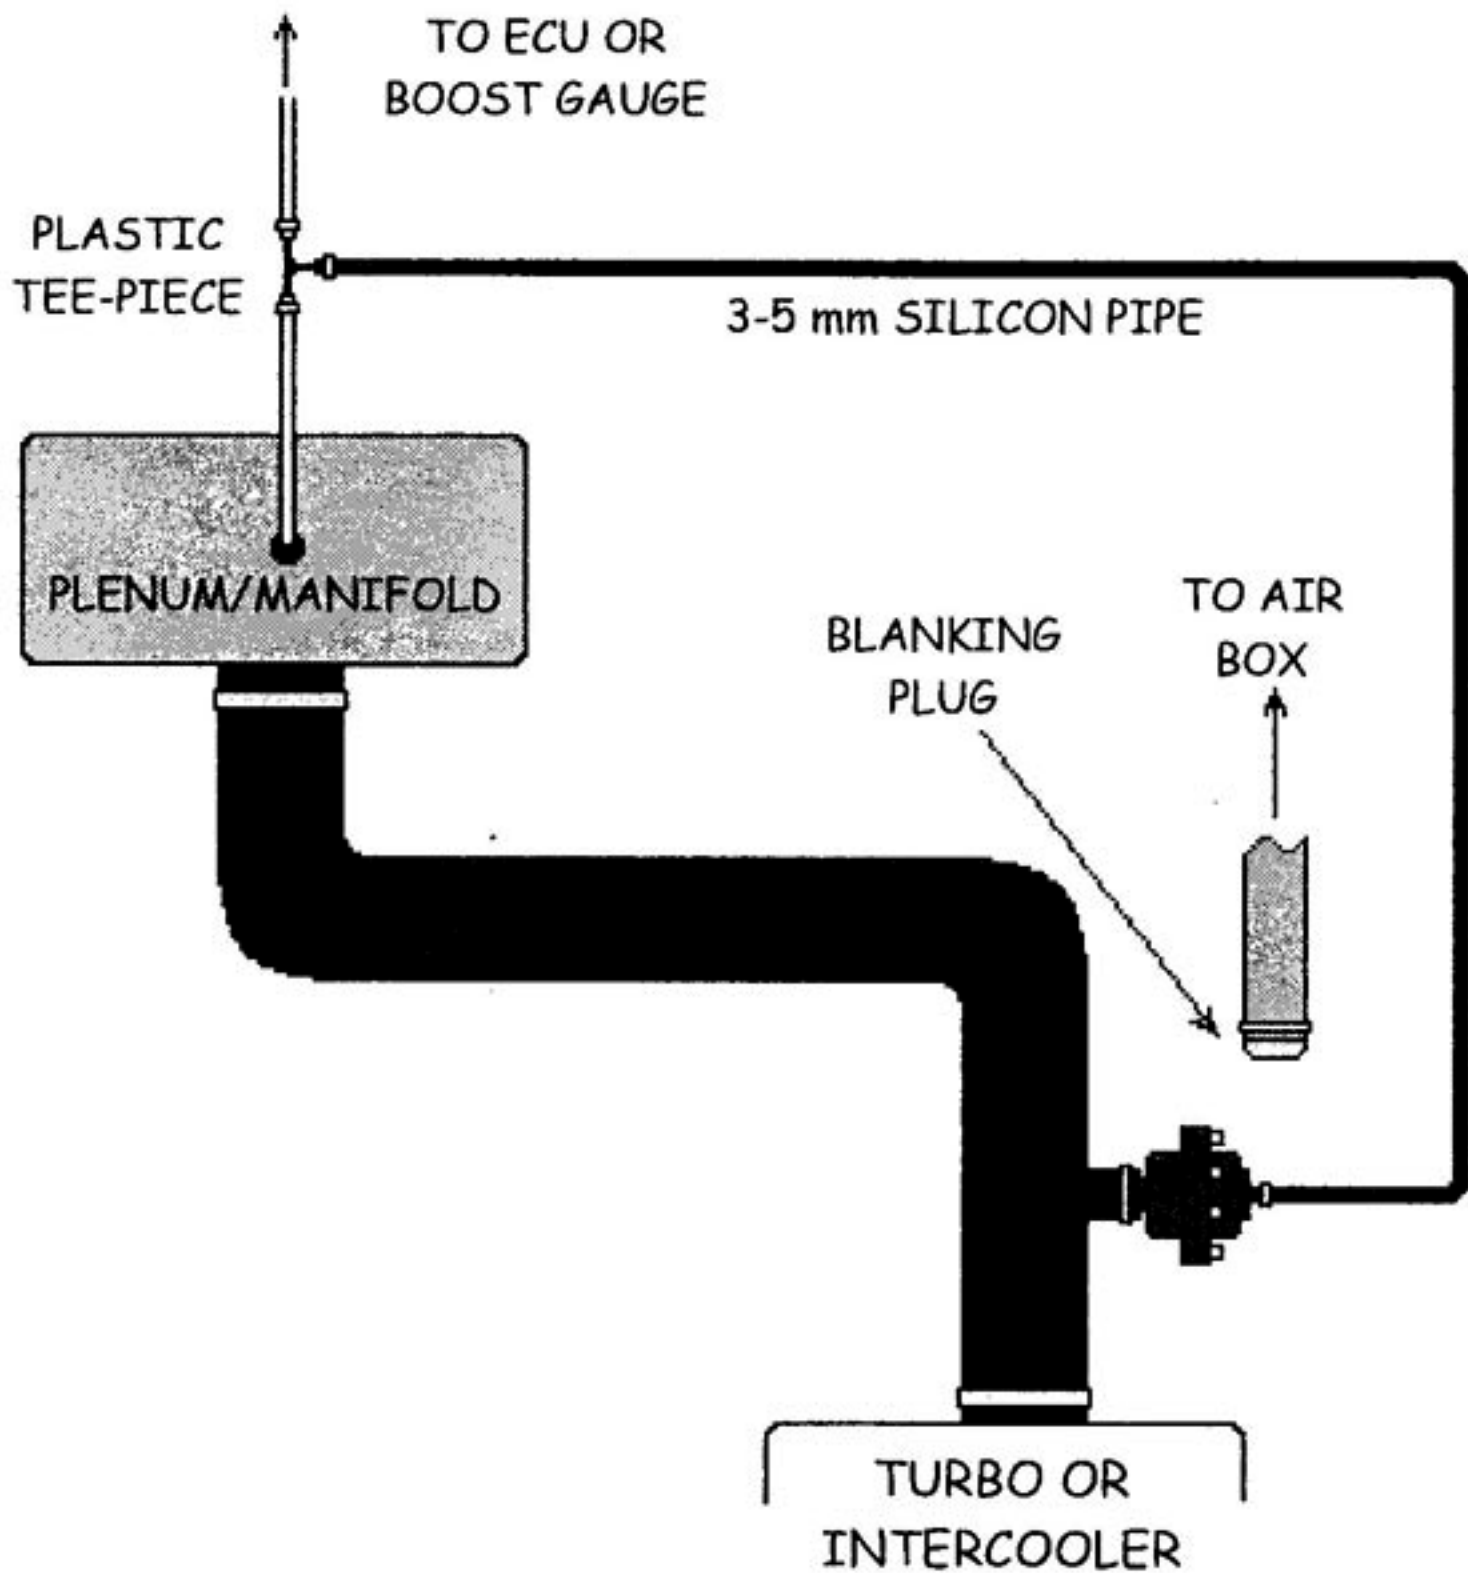 TO ECU OR
BOOST GAUGE
PLASTIC
TEE-PIECE
3-5 mm SILICON PIPE
PLENUM/MANIFOLD
BLANKING
PLUG
TO AIR
BOX
TURBO OR
INTERCOOLER